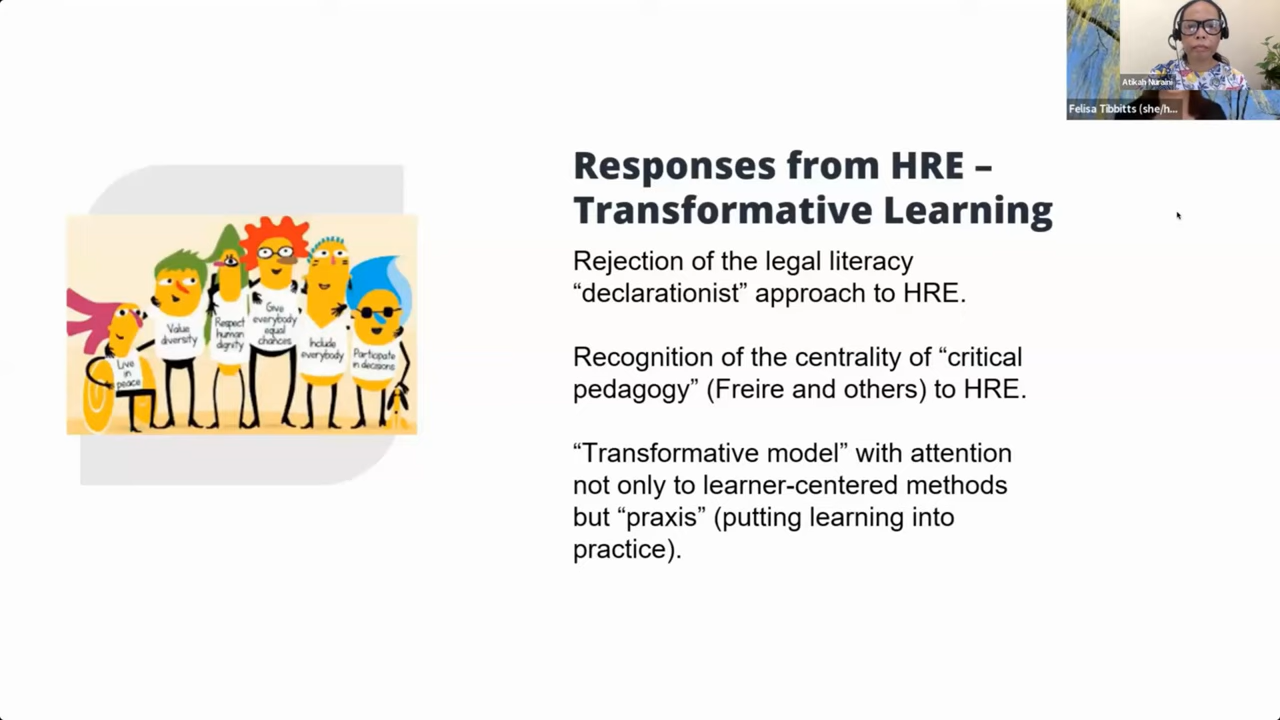 Atikah Nuraini
Felisa Tibbitts (she/h...
Responses from HRE –
Transformative Learning
Rejection of the legal literacy
“declarationist” approach to HRE.
Recognition of the centrality of “critical
pedagogy” (Freire and others) to HRE.
“Transformative model” with attention
not only to learner-centered methods
but “praxis” (putting learning into
practice).
Live
in
peace
Value
diversity
Respect
human
dignity
Give
everybody
equal
chances
Include
everybody
Participate
in decisions